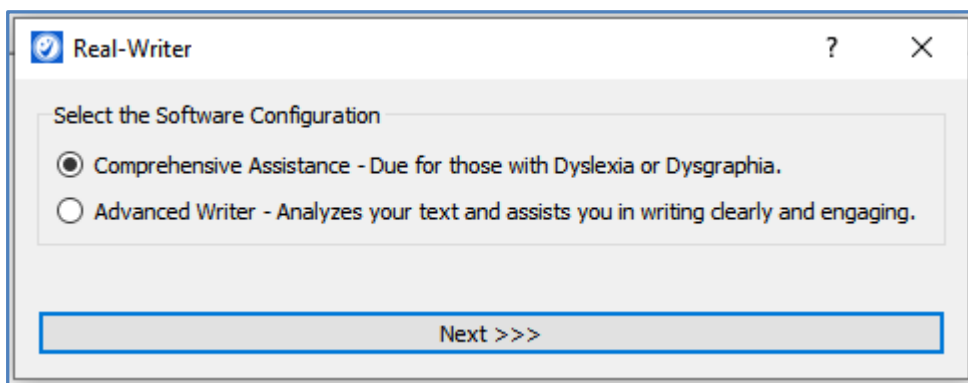 Real-Writer ?
Select the Software Configuration
Comprehensive Assistance - Due for those with Dyslexia or Dysgraphia.
Advanced Writer - Analyzes your text and assists you in writing clearly and engaging.
Next >>>